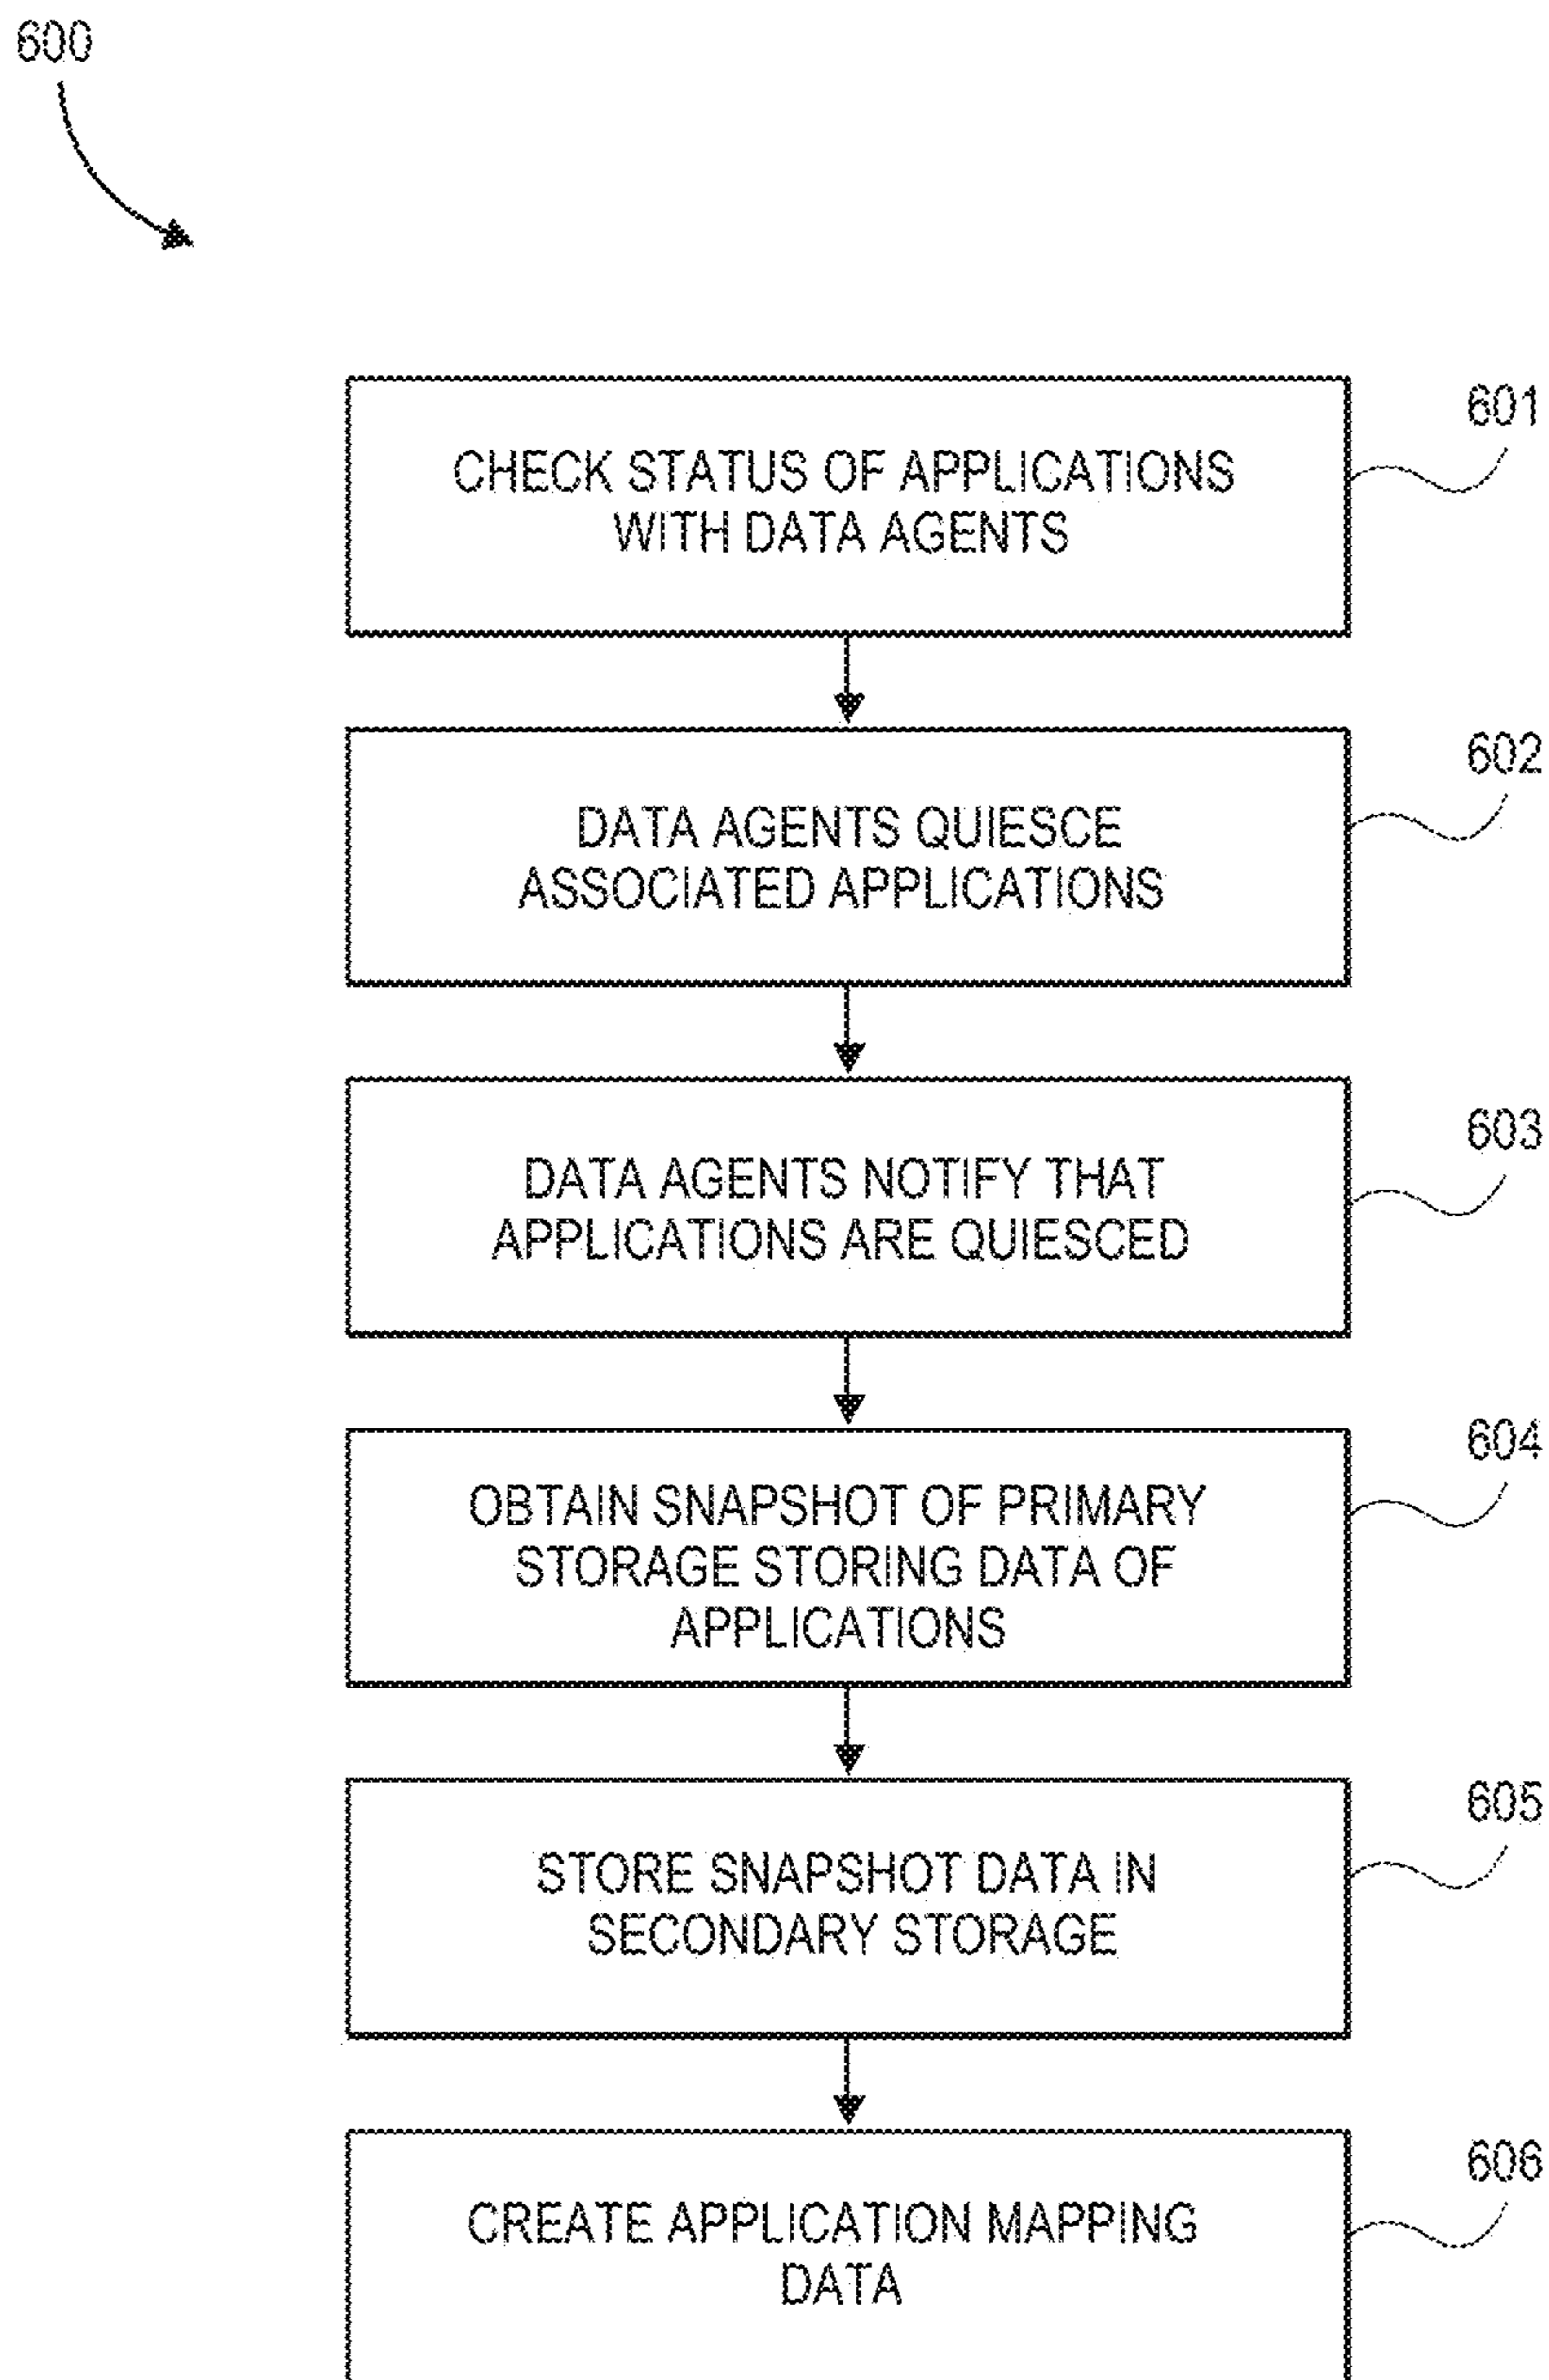 600
601
CHECK STATUS OF APPLICATIONS
WITH DATA AGENTS
602
DATA AGENTS QUIESCE
ASSOCIATED APPLICATIONS
603
DATA AGENTS NOTIFY THAT
APPLICATIONS ARE QUIESCED
604
OBTAIN SNAPSHOT OF PRIMARY
STORAGE STORING DATA OF
APPLICATIONS
605
STORE SNAPSHOT DATA IN
SECONDARY STORAGE
606
CREATE APPLICATION MAPPING
DATA